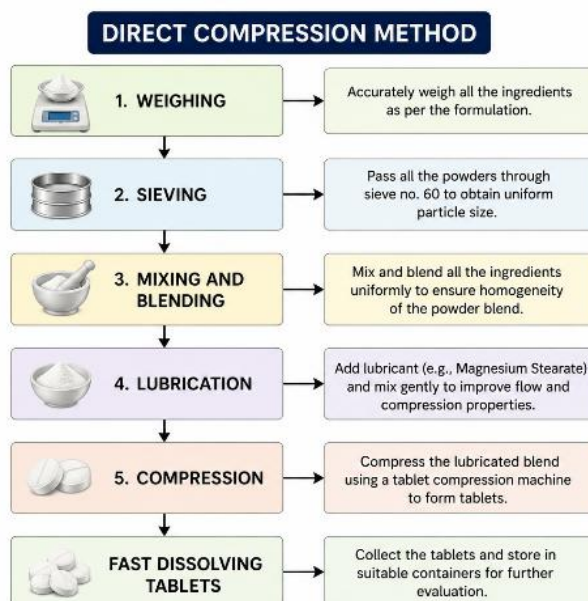 DIRECT COMPRESSION METHOD
1. WEIGHING
Accurately weigh all the ingredients
as per the formulation.
2. SIEVING
Pass all the powders through
sieve no. 60 to obtain uniform
particle size.
3. MIXING AND
BLENDING
Mix and blend all the ingredients
uniformly to ensure homogeneity
of the powder blend.
4. LUBRICATION
Add lubricant (e.g., Magnesium Stearate)
and mix gently to improve flow and
compression properties.
5. COMPRESSION
Compress the lubricated blend
using a tablet compression machine
to form tablets.
FAST DISSOLVING
TABLETS
Collect the tablets and store in
suitable containers for further
evaluation.